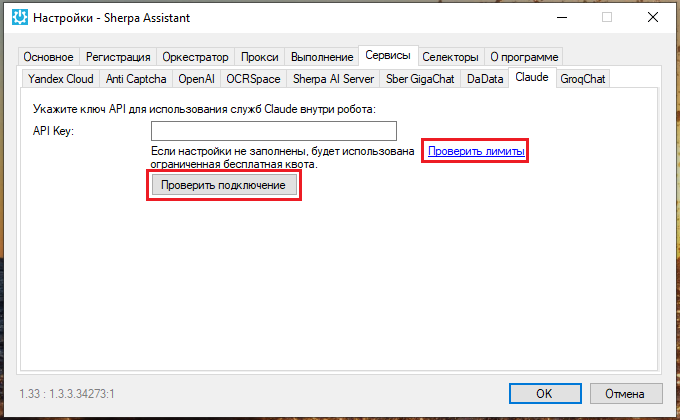 Настройки - Sherpa Assistant
Основное Регистрация Оркестратор Прокси Выполнение Сервисы Селекторы О программе
Yandex Cloud Anti Captcha OpenAI OCRSpace Sherpa AI Server Sber GigaChat DaData Claude GroqChat
Укажите ключ API для использования служб Claude внутри робота:
API Key:
Если настройки не заполнены, будет использована Проверить лимиты
ограниченная бесплатная квота.
Проверить подключение
1.33 : 1.3.3.34273:1 OK Отмена